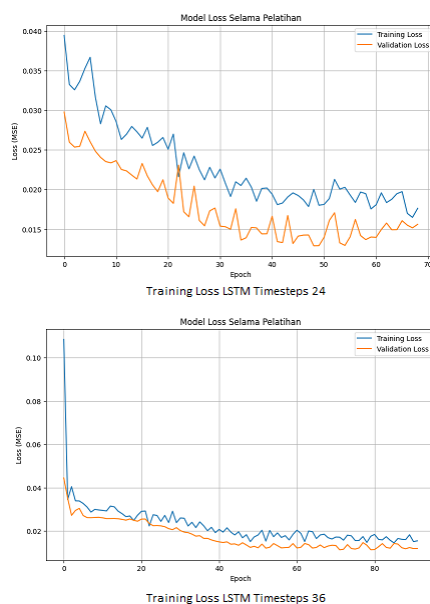 Model Loss Selama Pelatihan
0.040
0.035
0.030
0.025
0.020
0.015
Loss (MSE)
Training Loss
Validation Loss
0 10 20 30 40 50 60 70
Epoch
Training Loss LSTM Timesteps 24
Model Loss Selama Pelatihan
0.10
0.08
0.06
0.04
0.02
Loss (MSE)
Training Loss
Validation Loss
0 20 40 60 80
Epoch
Training Loss LSTM Timesteps 36